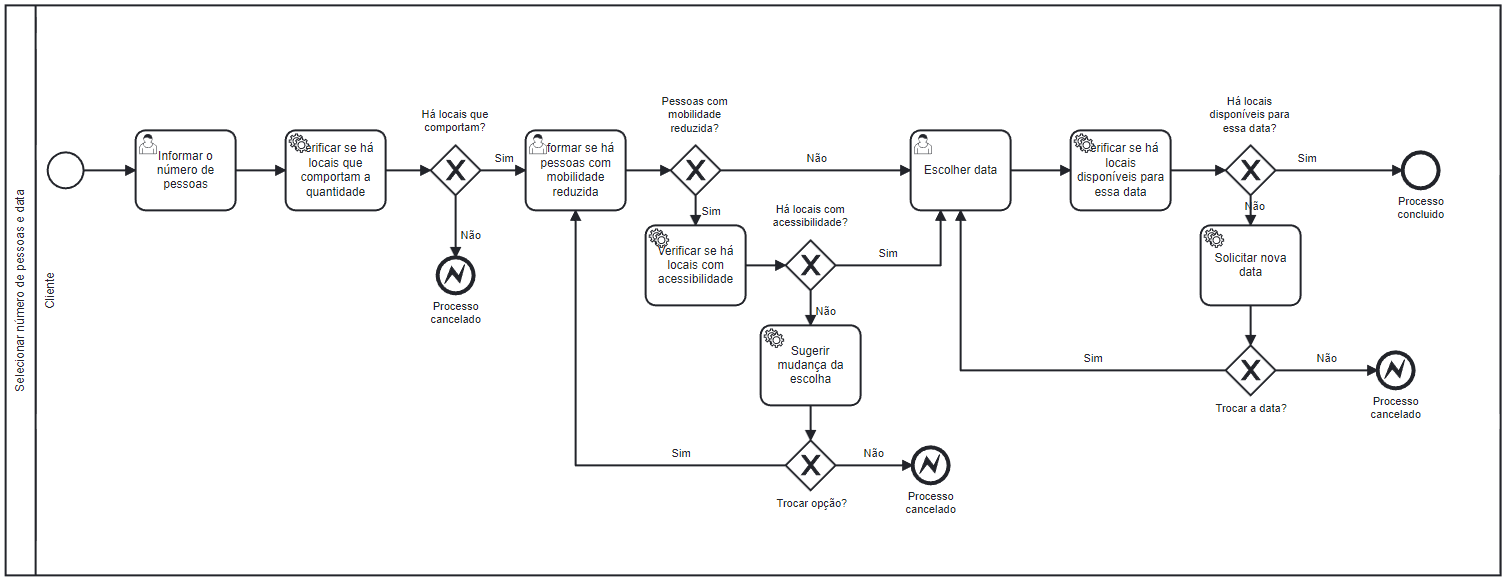 Selecionar número de pessoas e data
Cliente
Informar o
número de
pessoas
erificar se há
locais que
comportam a
quantidade
Há locais que
comportam?
Sim
Não
Processo
cancelado
formar se há
pessoas com
mobilidade
reduzida
Pessoas com
mobilidade
reduzida?
Não
Sim
Verificar se há
locais com
acessibilidade
Há locais com
acessibilidade?
Sim
Não
Sugerir
mudança da
escolha
Trocar opção?
Sim
Não
Processo
cancelado
Escolher data
erificar se há
locais
disponíveis para
essa data
Há locais
disponíveis para
essa data?
Sim
Processo
concluido
Não
Solicitar nova
data
Trocar a data?
Sim
Não
Processo
cancelado